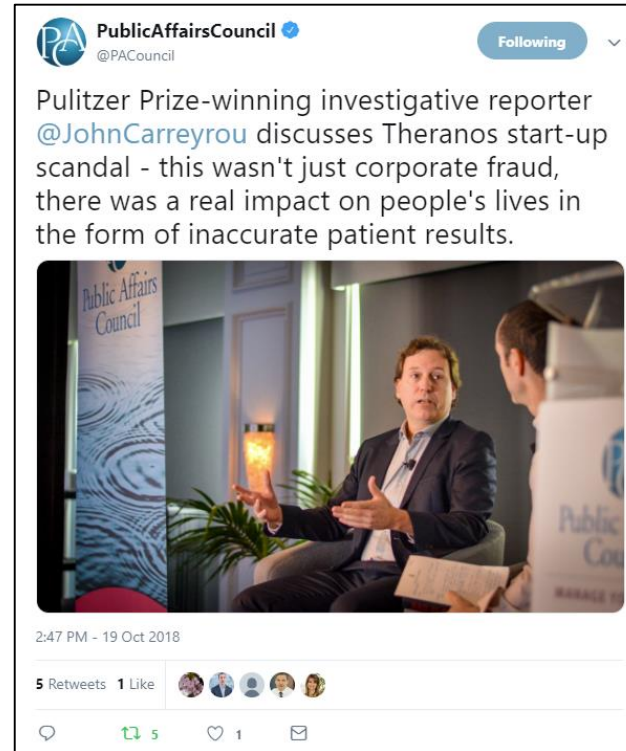 PublicAffairsCouncil
@PACouncil
Following
Pulitzer Prize-winning investigative reporter
@JohnCarreyrou discusses Theranos start-up
scandal - this wasn't just corporate fraud,
there was a real impact on people's lives in
the form of inaccurate patient results.
Public Affairs
Council
Public
Cou
MANAGE YO
2:47 PM - 19 Oct 2018
5 Retweets 1 Like
5 1